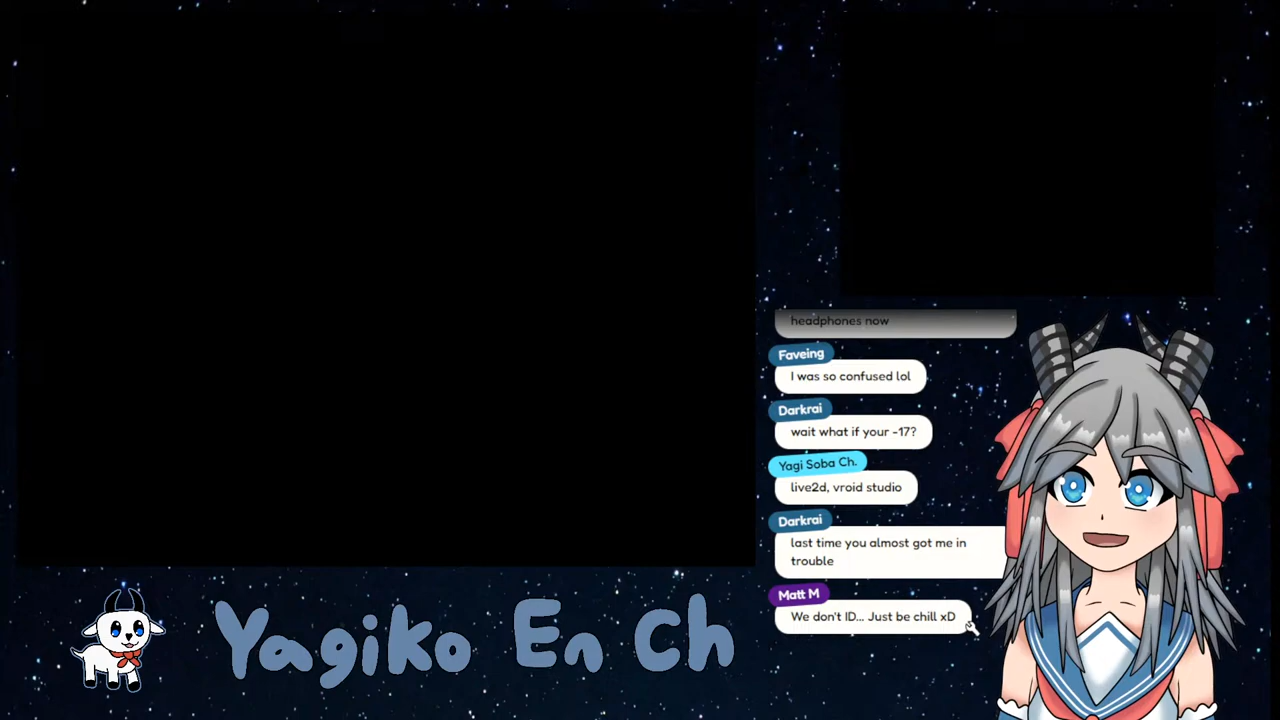 headphones now
Faveing
I was so confused lol
Darkrai
wait what if your -17?
Yagi Soba Ch.
live2d, vroid studio
Darkrai
last time you almost got me in
trouble
Matt M
We don't ID... Just be chill xD
Yagiko En Ch